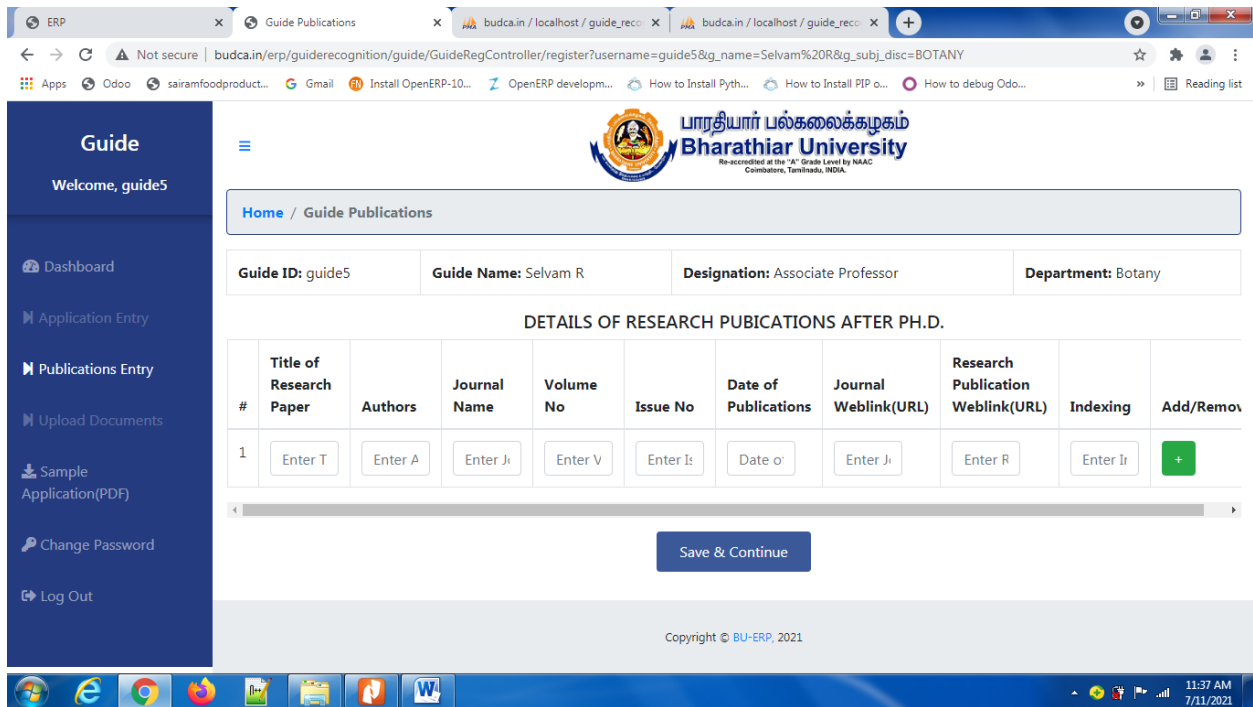 ERP
Guide Publications
budca.in / localhost / guide_reco
budca.in / localhost / guide_reco
Not secure | budca.in/erp/guiderecognition/guide/GuideRegController/register?username=guide5&g_name=Selvam%20R&g_subj_disc=BOTANY
Apps Odoo sairamfoodproduct... Gmail Install OpenERP-10... OpenERP developm... How to Install Pyth... How to Install PIP o... How to debug Odo... » Reading list
Guide
Welcome, guide5
Dashboard
Application Entry
Publications Entry
Upload Documents
Sample
Application(PDF)
Change Password
Log Out
பாரதியார் பல்கலைக்கழகம்
Bharathiar University
Re-accredited at the "A" Grade Level by NAAC
Coimbatore, Tamilnadu, INDIA.
Home / Guide Publications
Guide ID: guide5 Guide Name: Selvam R Designation: Associate Professor Department: Botany
DETAILS OF RESEARCH PUBICATIONS AFTER PH.D.
# Title of Research Paper Authors Journal Name Volume No Issue No Date of Publications Journal Weblink(URL) Research Publication Weblink(URL) Indexing Add/Remov
1 Enter T Enter A Enter J Enter V Enter Is Date o Enter J Enter R Enter Ir +
Save & Continue
Copyright © BU-ERP, 2021
11:37 AM
7/11/2021